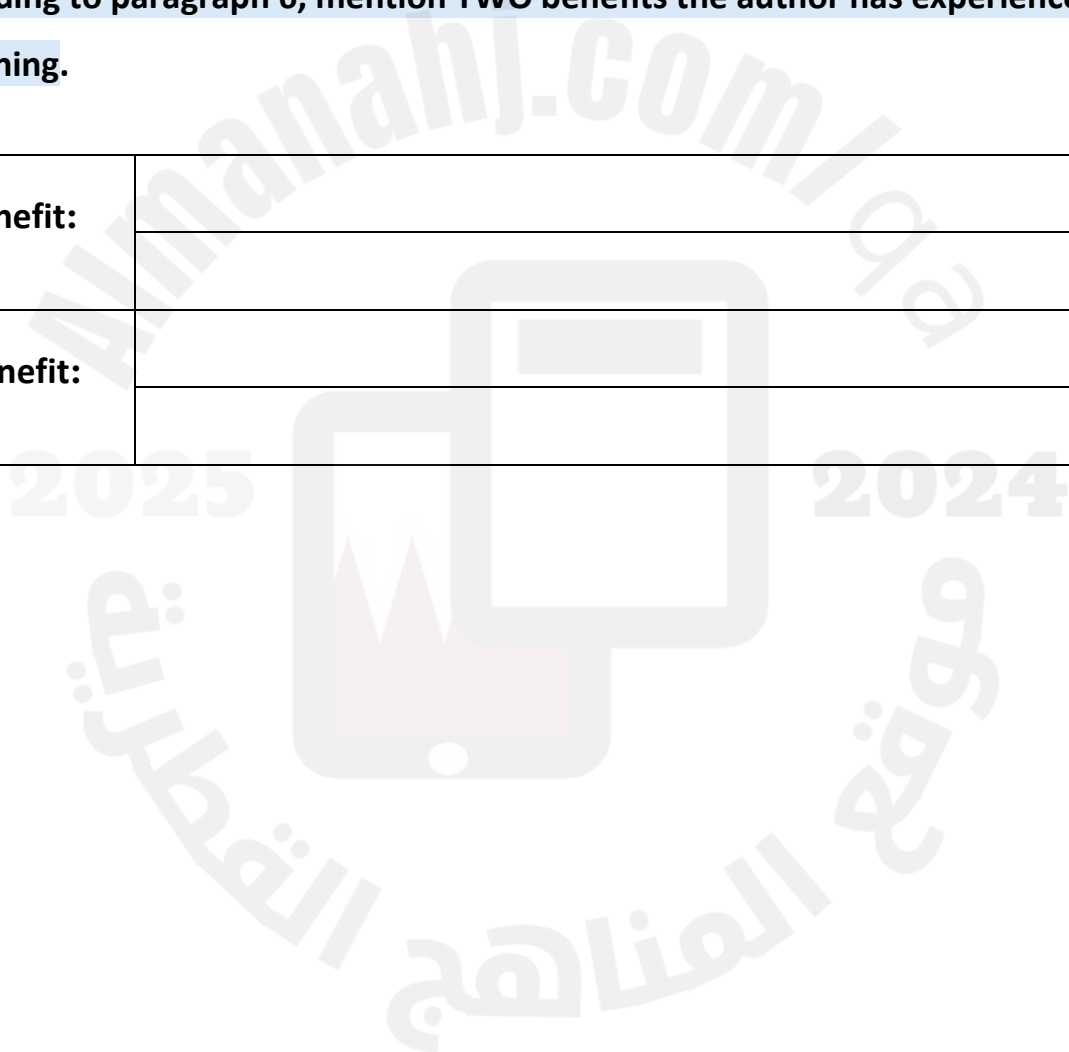 ding to paragraph 6, mention TWO benefits the author has experience
ning.
nefit:
nefit:
Almanahj.com/qa
2025
2024
موقع
المناهج
القطرية